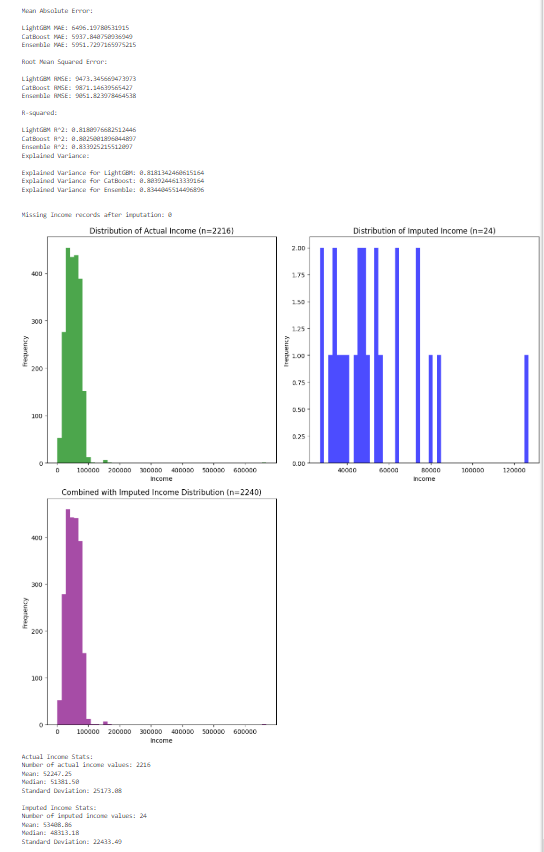 Mean Absolute Error:
LightGBM MAE: 6496.19780531915
CatBoost MAE: 5937.840750936949
Ensemble MAE: 5951.7297165975215
Root Mean Squared Error:
LightGBM RMSE: 9473.345669473973
CatBoost RMSE: 9871.14639565427
Ensemble RMSE: 9051.823978464538
R-squared:
LightGBM R^2: 0.8180976682512446
CatBoost R^2: 0.8025001896044897
Ensemble R^2: 0.833925215512097
Explained Variance:
Explained Variance for LightGBM: 0.8181342460615164
Explained Variance for CatBoost: 0.8039244613339164
Explained Variance for Ensemble: 0.8344045514496896
Missing Income records after imputation: 0
Distribution of Actual Income (n=2216)
400
300
200
100
0
Frequency
0 100000 200000 300000 400000 500000 600000
Income
Distribution of Imputed Income (n=24)
2.00
1.75
1.50
1.25
1.00
0.75
0.50
0.25
0.00
Frequency
40000 60000 80000 100000 120000
Income
Combined with Imputed Income Distribution (n=2240)
400
300
200
100
0
Frequency
0 100000 200000 300000 400000 500000 600000
Income
Actual Income Stats:
Number of actual income values: 2216
Mean: 52247.25
Median: 51381.50
Standard Deviation: 25173.08
Imputed Income Stats:
Number of imputed income values: 24
Mean: 53408.86
Median: 48313.18
Standard Deviation: 22433.49